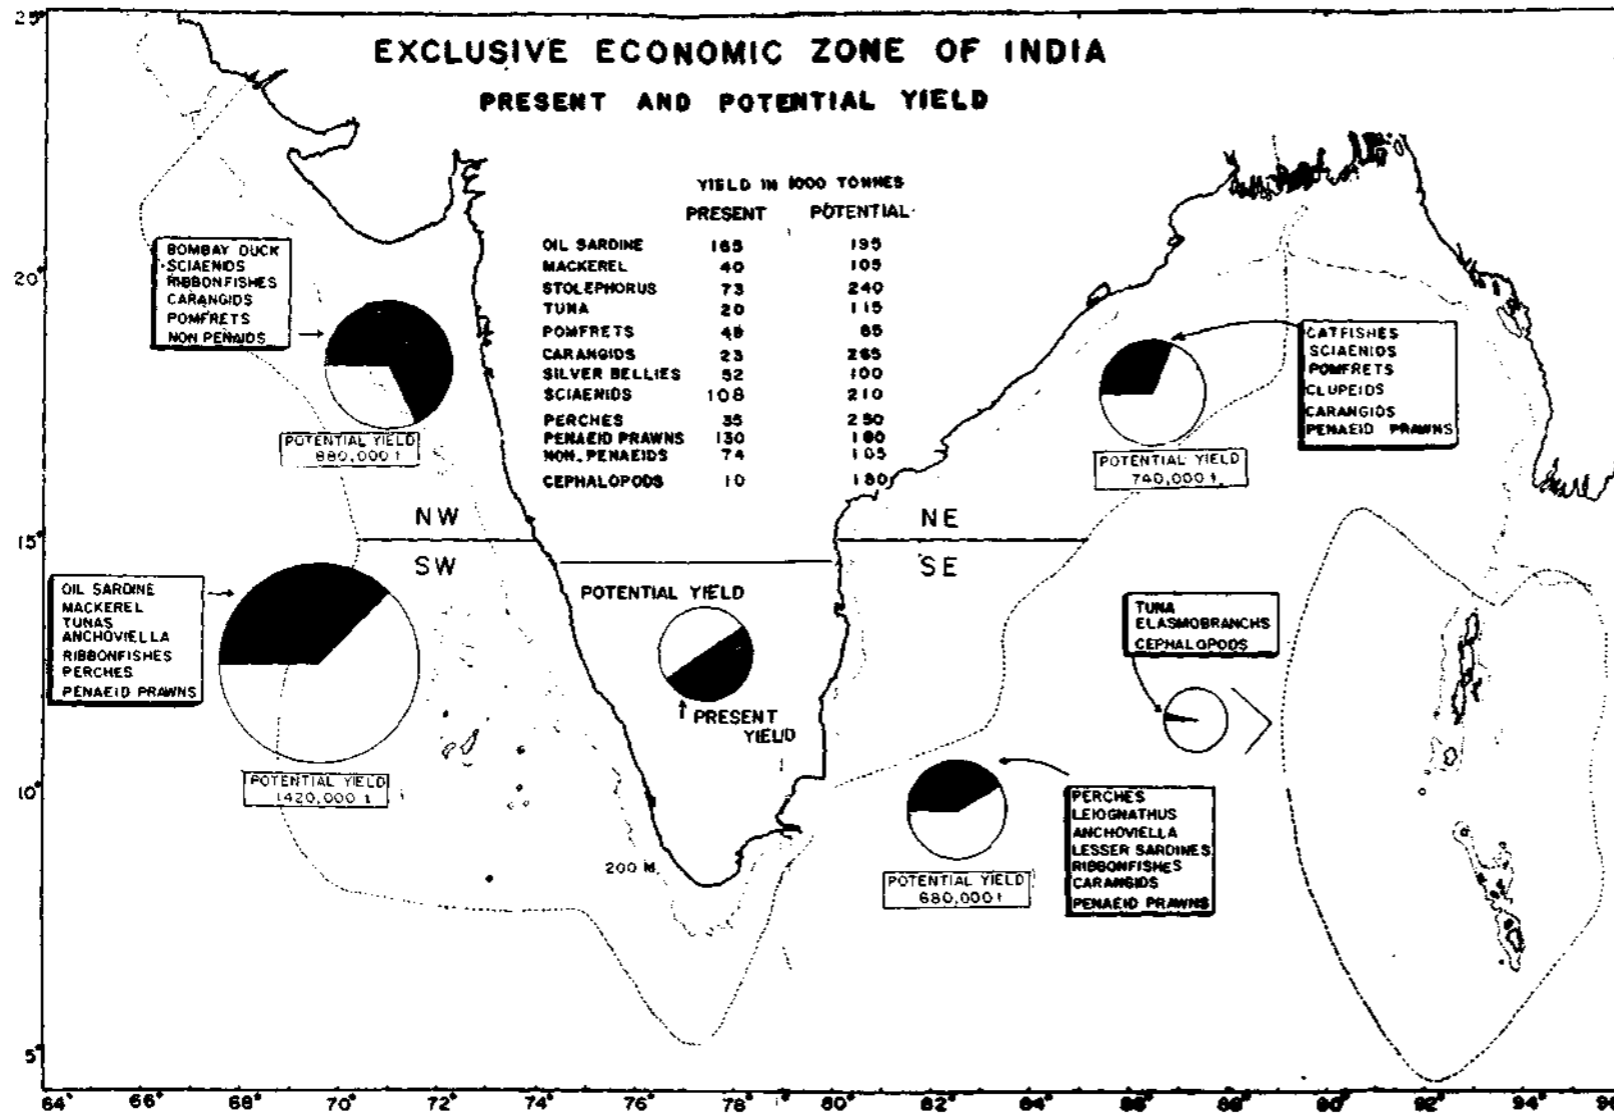 EXCLUSIVE ECONOMIC ZONE OF INDIA
PRESENT AND POTENTIAL YIELD
YIELD IN 1000 TONNES
PRESENT POTENTIAL
OIL SARDINE 165 195
MACKEREL 40 105
STOLEPHORUS 73 240
TUNA 20 115
POMFRETS 48 65
CARANGIDS 23 265
SILVER BELLIES 52 100
SCIAENIDS 108 210
PERCHES 35 250
PENAEID PRAWNS 130 180
NON-PENAEIDS 74 105
CEPHALOPODS 10 180
BOMBAY DUCK
SCIAENIDS
RIBBONFISHES
CARANGIDS
POMFRETS
NON PENAIDS
POTENTIAL YIELD
880,000 t
CATFISHES
SCIAENIDS
POMFRETS
CLUPEIDS
CARANGIDS
PENAEID PRAWNS
POTENTIAL YIELD
740,000 t
NW
SW
NE
SE
OIL SARDINE
MACKEREL
TUNAS
ANCHOVIELLA
RIBBONFISHES
PERCHES
PENAEID PRAWNS
POTENTIAL YIELD
1420,000 t
POTENTIAL YIELD
PRESENT
YIELD
TUNA
ELASMOBRANCHS
CEPHALOPODS
PERCHES
LEIOGNATHUS
ANCHOVIELLA
LESSER SARDINES
RIBBONFISHES
CARANGIDS
PENAEID PRAWNS
POTENTIAL YIELD
680,000 t
200 M
25°
20°
15°
10°
5°
64° 66° 68° 70° 72° 74° 76° 78° 80° 82° 84° 86° 88° 90° 92° 94°